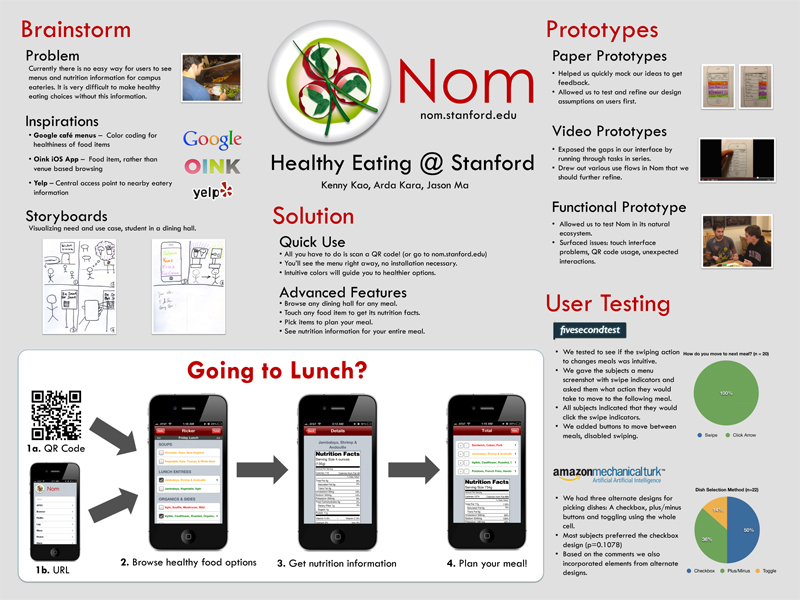 Brainstorm
Problem
Currently there is no easy way for users to see
menus and nutrition information for campus
eateries. It is very difficult to make healthy
eating choices without this information.
Inspirations
• Google café menus – Color coding for
healthiness of food items
• Oink iOS App – Food item, rather than
venue based browsing
• Yelp – Central access point to nearby eatery
information
Google
OINK
yelp
Storyboards
Visualizing need and use case, student in a dining hall.
Nom
nom.stanford.edu
Healthy Eating @ Stanford
Kenny Kao, Arda Kara, Jason Ma
Solution
Quick Use
• All you have to do is scan a QR code! (or go to nom.stanford.edu)
• You'll see the menu right away, no installation necessary.
• Intuitive colors will guide you to healthier options.
Advanced Features
• Browse any dining hall for any meal.
• Touch any food item to get its nutrition facts.
• Pick items to plan your meal.
• See nutrition information for your entire meal.
Prototypes
Paper Prototypes
• Helped us quickly mock our ideas to get
feedback.
• Allowed us to test and refine our design
assumptions on users first.
Video Prototypes
• Exposed the gaps in our interface by
running through tasks in series.
• Drew out various use flows in Nom that we
should further refine.
Functional Prototype
• Allowed us to test Nom in its natural
ecosystem.
• Surfaced issues: touch interface
problems, QR code usage, unexpected
interactions.
User Testing
fivesecondtest
• We tested to see if the swiping action
to changes meals was intuitive.
• We gave the subjects a menu
screenshot with swipe indicators and
asked them what action they would
take to move to the following meal.
• All subjects indicated that they would
click the swipe indicators.
• We added buttons to move between
meals, disabled swiping.
How do you move to next meal? (n = 20)
100%
Swipe
Click Arrow
amazonmechanicalturk™
Artificial Artificial Intelligence
• We had three alternate designs for
picking dishes: A checkbox, plus/minus
buttons and toggling using the whole
cell.
• Most subjects preferred the checkbox
design (p=0.1078)
• Based on the comments we also
incorporated elements from alternate
designs.
Dish Selection Method (n=22)
14%
36%
50%
Checkbox
Plus/Minus
Toggle
Going to Lunch?
1a. QR Code
Nom
1b. URL
Ricker
Friday Lunch
SOUPS
LUNCH ENTREES
ORGANICS & SIDES
2. Browse healthy food options
Details
Jambalaya, Shrimp &
Andouille
Nutrition Facts
3. Get nutrition information
Total
Nutrition Facts
4. Plan your meal!